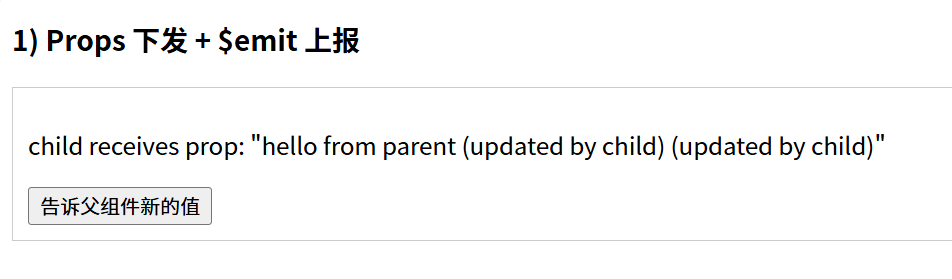 1) Props 下发 + $emit 上报
child receives prop: "hello from parent (updated by child) (updated by child)"
告诉父组件新的值